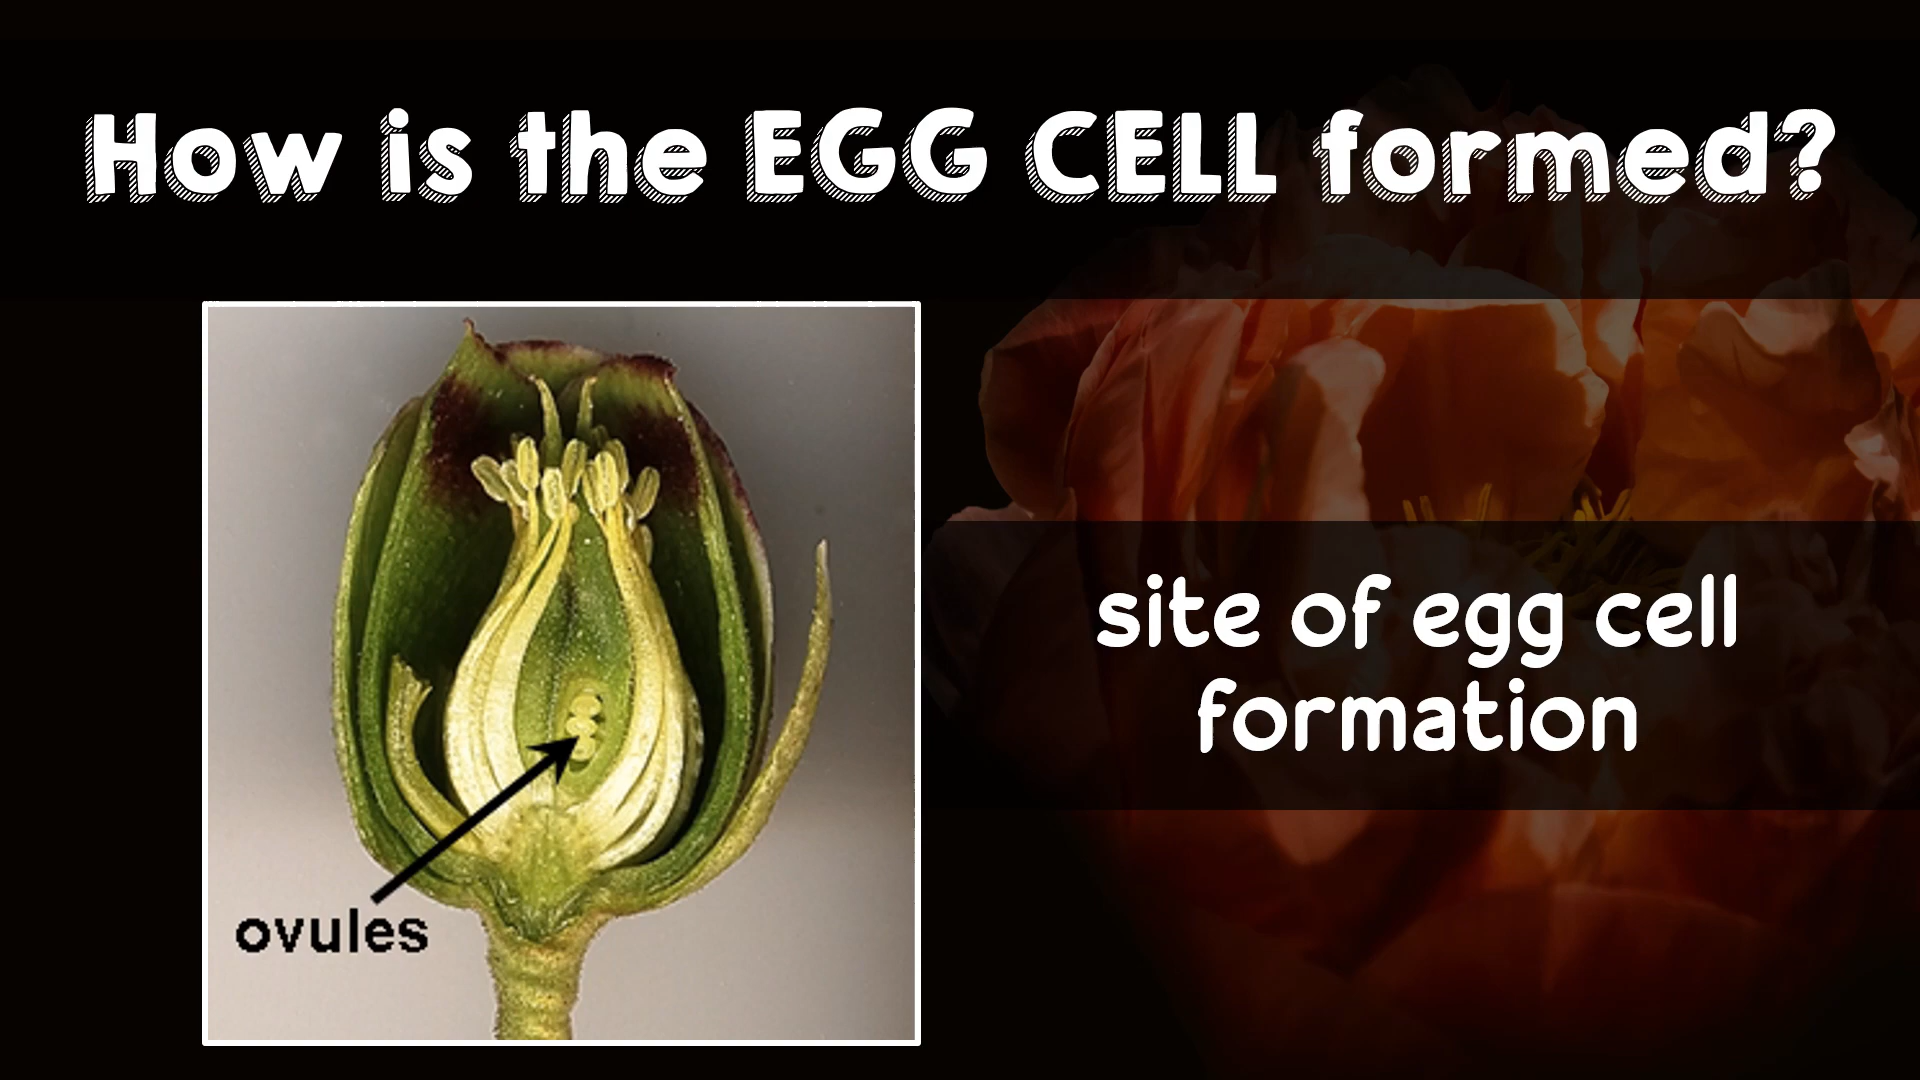 How is the EGG CELL formed?
site of egg cell
formation
ovules